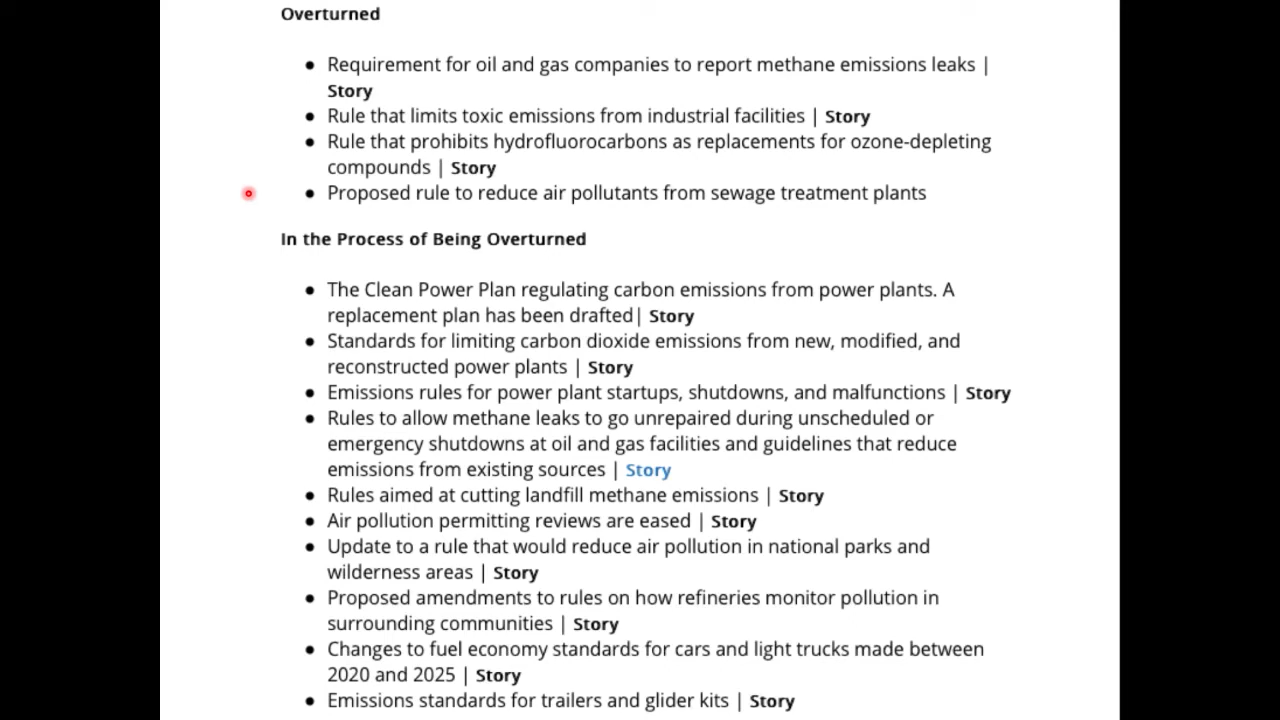 Overturned
● Requirement for oil and gas companies to report methane emissions leaks |
Story
● Rule that limits toxic emissions from industrial facilities | Story
● Rule that prohibits hydrofluorocarbons as replacements for ozone-depleting
compounds | Story
● Proposed rule to reduce air pollutants from sewage treatment plants
In the Process of Being Overturned
● The Clean Power Plan regulating carbon emissions from power plants. A
replacement plan has been drafted| Story
● Standards for limiting carbon dioxide emissions from new, modified, and
reconstructed power plants | Story
● Emissions rules for power plant startups, shutdowns, and malfunctions | Story
● Rules to allow methane leaks to go unrepaired during unscheduled or
emergency shutdowns at oil and gas facilities and guidelines that reduce
emissions from existing sources | Story
● Rules aimed at cutting landfill methane emissions | Story
● Air pollution permitting reviews are eased | Story
● Update to a rule that would reduce air pollution in national parks and
wilderness areas | Story
● Proposed amendments to rules on how refineries monitor pollution in
surrounding communities | Story
● Changes to fuel economy standards for cars and light trucks made between
2020 and 2025 | Story
● Emissions standards for trailers and glider kits | Story